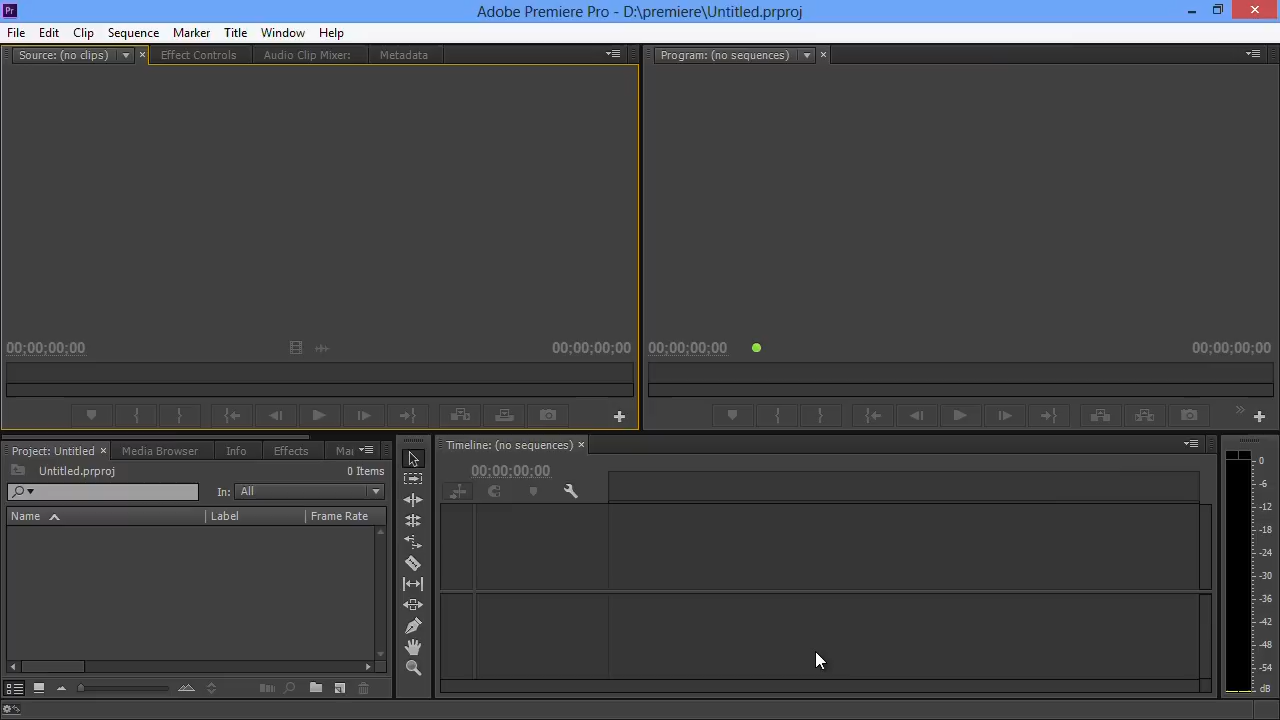 Pr Adobe Premiere Pro - D:\premiere\Untitled.prproj
File Edit Clip Sequence Marker Title Window Help
Source: (no clips) Effect Controls Audio Clip Mixer: Metadata
Program: (no sequences)
00;00;00;00 00;00;00;00
00;00;00;00 00;00;00;00
Project: Untitled Media Browser Info Effects Mar
Untitled.prproj 0 Items
In: All
Name Label Frame Rate
Timeline: (no sequences)
00:00:00:00
0
-6
-12
-18
-24
-30
-36
-42
-48
-54
dB